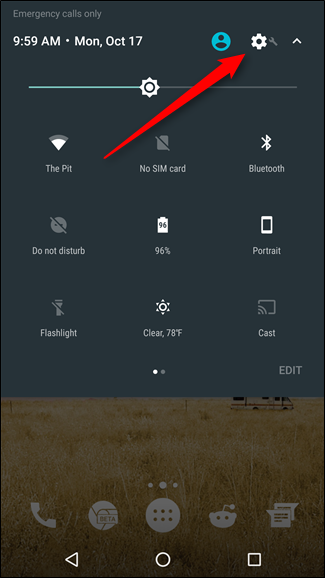 Emergency calls only
9:59 AM • Mon, Oct 17
The Pit
No SIM card
Bluetooth
96
Do not disturb
96%
Portrait
Flashlight
Clear, 78°F
Cast
EDIT
BETA